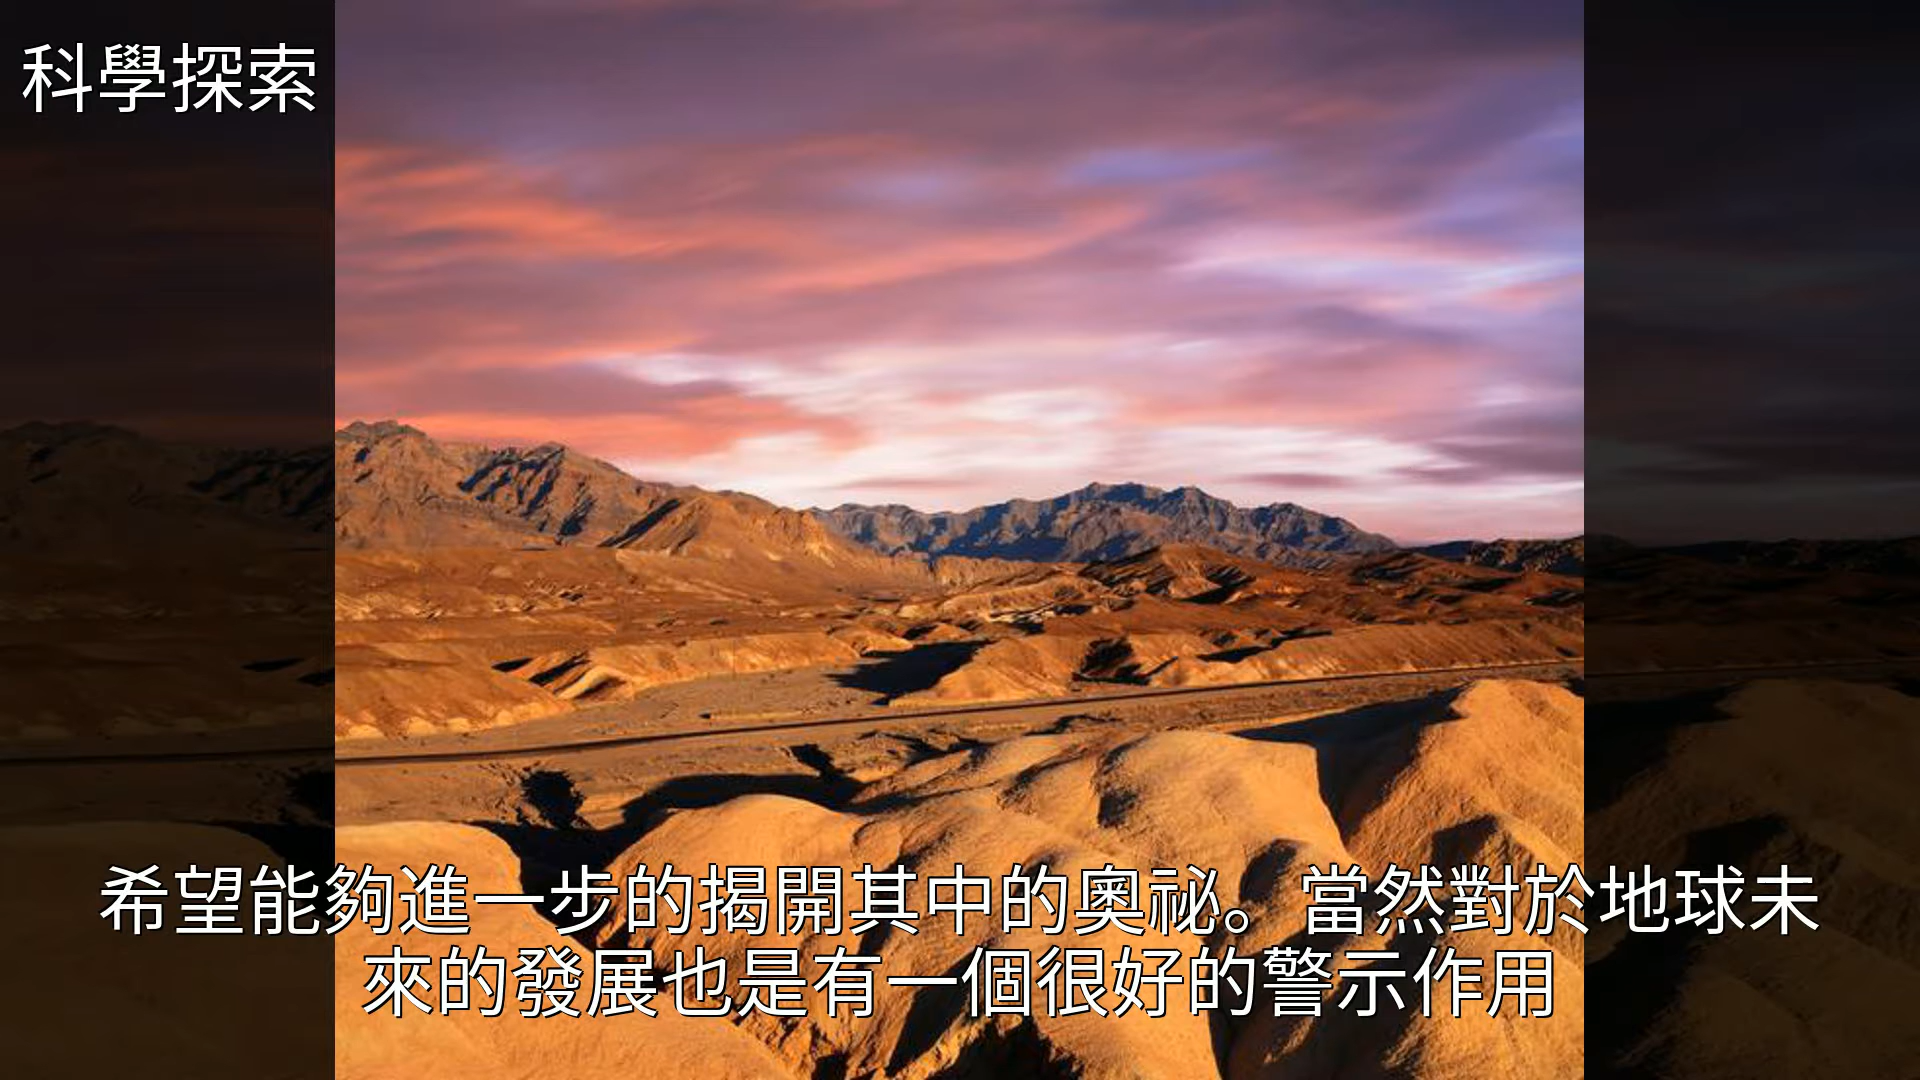 科學探索
希望能夠進一步的揭開其中的奧祕。當然對於地球未
來的發展也是有一個很好的警示作用